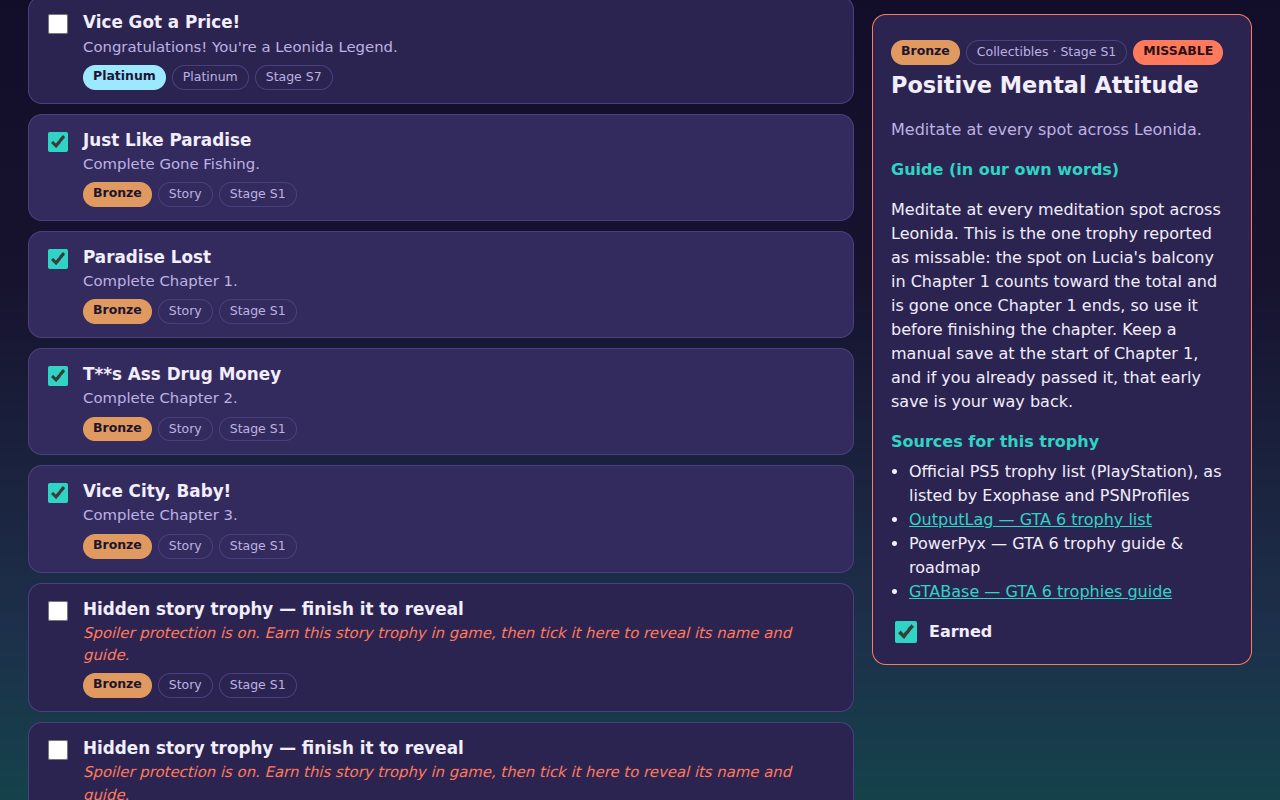 Vice Got a Price!
Congratulations! You're a Leonida Legend.
Platinum Platinum Stage S7
Just Like Paradise
Complete Gone Fishing.
Bronze Story Stage S1
Paradise Lost
Complete Chapter 1.
Bronze Story Stage S1
T**s Ass Drug Money
Complete Chapter 2.
Bronze Story Stage S1
Vice City, Baby!
Complete Chapter 3.
Bronze Story Stage S1
Hidden story trophy — finish it to reveal
Spoiler protection is on. Earn this story trophy in game, then tick it here to reveal its name and
guide.
Bronze Story Stage S1
Hidden story trophy — finish it to reveal
Spoiler protection is on. Earn this story trophy in game, then tick it here to reveal its name and
guide.
Bronze Collectibles · Stage S1 MISSABLE
Positive Mental Attitude
Meditate at every spot across Leonida.
Guide (in our own words)
Meditate at every meditation spot across
Leonida. This is the one trophy reported
as missable: the spot on Lucia's balcony
in Chapter 1 counts toward the total and
is gone once Chapter 1 ends, so use it
before finishing the chapter. Keep a
manual save at the start of Chapter 1,
and if you already passed it, that early
save is your way back.
Sources for this trophy
• Official PS5 trophy list (PlayStation), as
listed by Exophase and PSNProfiles
• OutputLag — GTA 6 trophy list
• PowerPyx — GTA 6 trophy guide &
roadmap
• GTABase — GTA 6 trophies guide
Earned